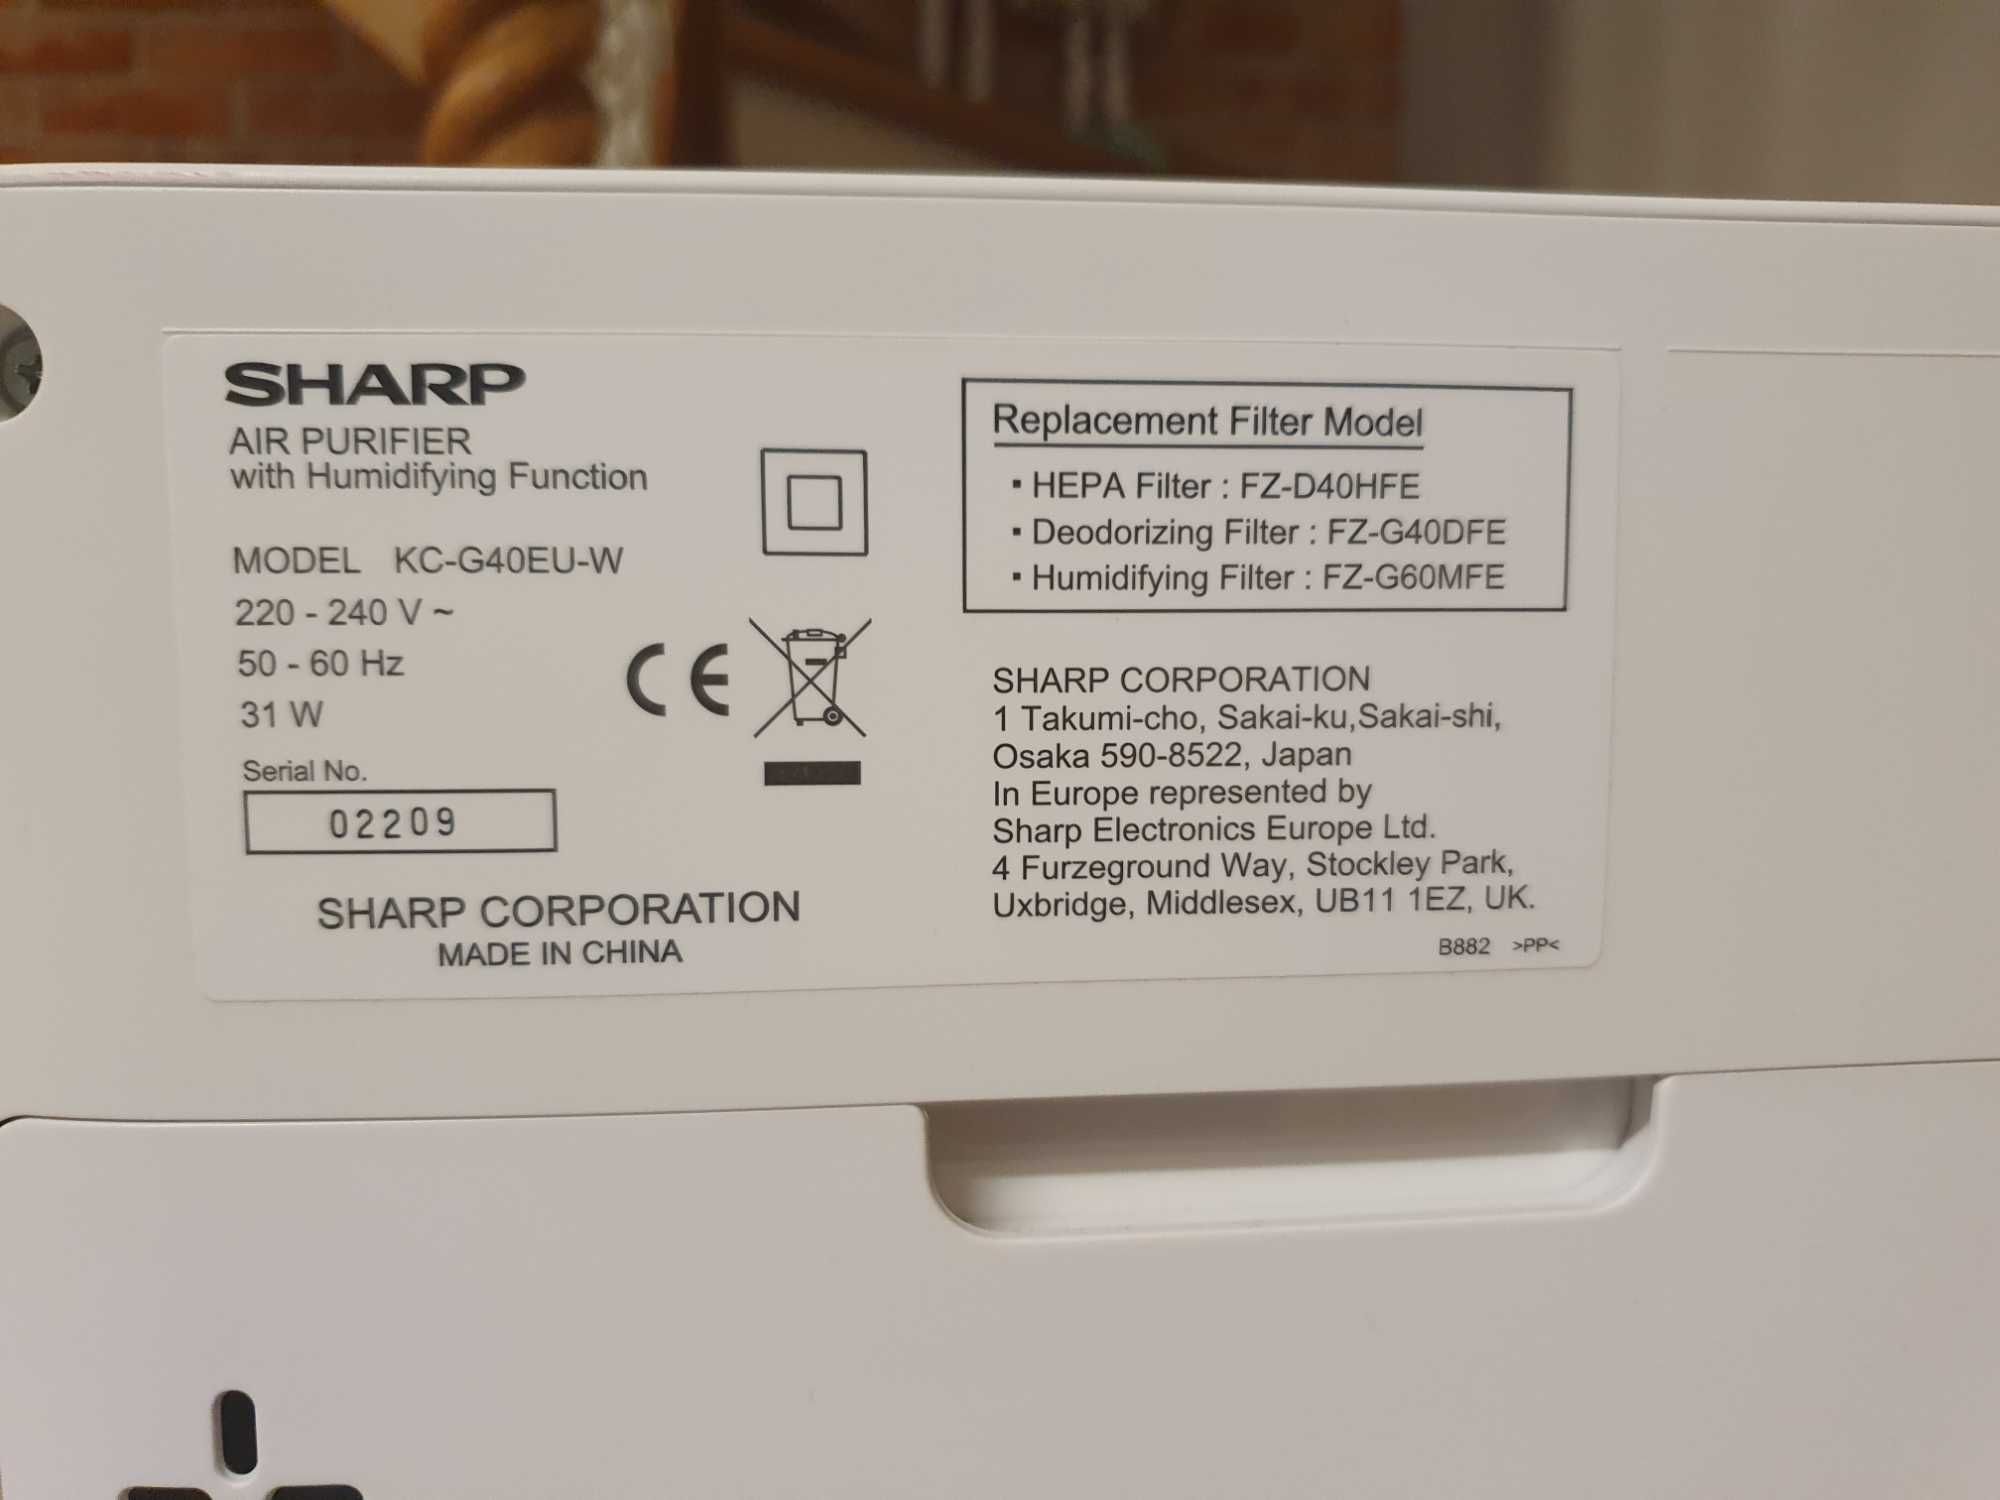 SHARP
AIR PURIFIER
with Humidifying Function
MODEL KC-G40EU-W
220 - 240 V ~
50 - 60 Hz
31 W
Serial No.
02209
SHARP CORPORATION
MADE IN CHINA
CE
Replacement Filter Model
▪ HEPA Filter : FZ-D40HFE
▪ Deodorizing Filter : FZ-G40DFE
▪ Humidifying Filter : FZ-G60MFE
SHARP CORPORATION
1 Takumi-cho, Sakai-ku,Sakai-shi,
Osaka 590-8522, Japan
In Europe represented by
Sharp Electronics Europe Ltd.
4 Furzeground Way, Stockley Park,
Uxbridge, Middlesex, UB11 1EZ, UK.
B882 >PP<